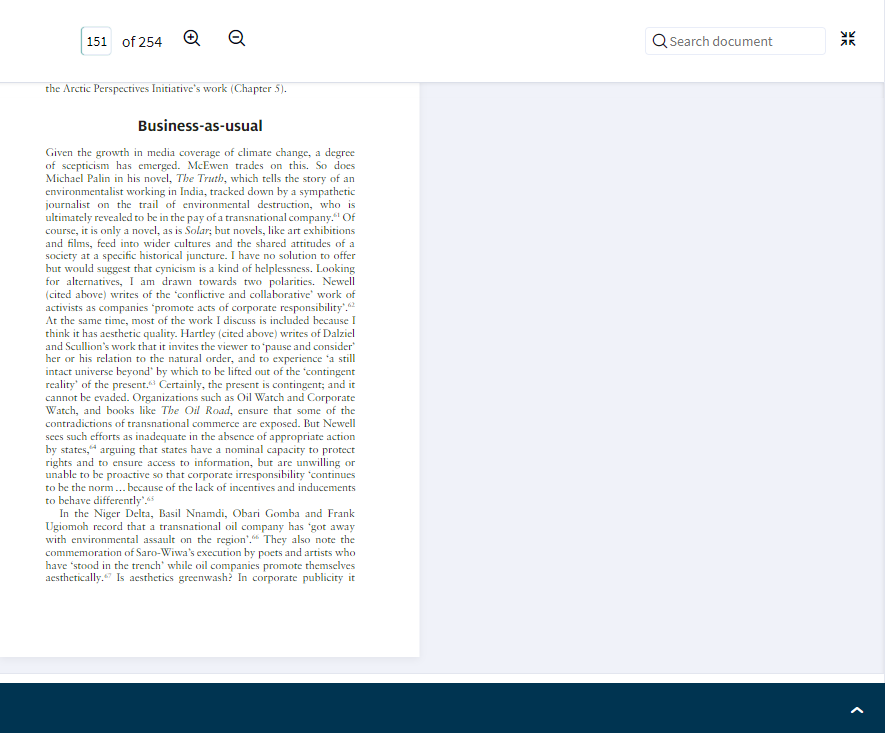 151 of 254
Search document
the Arctic Perspectives Initiative's work (Chapter 5).
Business-as-usual
Given the growth in media coverage of climate change, a degree
of scepticism has emerged. McEwen trades on this. So does
Michael Palin in his novel, The Truth, which tells the story of an
environmentalist working in India, tracked down by a sympathetic
journalist on the trail of environmental destruction, who is
ultimately revealed to be in the pay of a transnational company.⁶¹ Of
course, it is only a novel, as is Solar; but novels, like art exhibitions
and films, feed into wider cultures and the shared attitudes of a
society at a specific historical juncture. I have no solution to offer
but would suggest that cynicism is a kind of helplessness. Looking
for alternatives, I am drawn towards two polarities. Newell
(cited above) writes of the ‘conflictive and collaborative’ work of
activists as companies ‘promote acts of corporate responsibility’.⁶²
At the same time, most of the work I discuss is included because I
think it has aesthetic quality. Hartley (cited above) writes of Dalziel
and Scullion's work that it invites the viewer to ‘pause and consider’
her or his relation to the natural order, and to experience ‘a still
intact universe beyond’ by which to be lifted out of the ‘contingent
reality’ of the present.⁶³ Certainly, the present is contingent; and it
cannot be evaded. Organizations such as Oil Watch and Corporate
Watch, and books like The Oil Road, ensure that some of the
contradictions of transnational commerce are exposed. But Newell
sees such efforts as inadequate in the absence of appropriate action
by states,⁶⁴ arguing that states have a nominal capacity to protect
rights and to ensure access to information, but are unwilling or
unable to be proactive so that corporate irresponsibility ‘continues
to be the norm ... because of the lack of incentives and inducements
to behave differently’.⁶⁵
In the Niger Delta, Basil Nnamdi, Obari Gomba and Frank
Ugiomoh record that a transnational oil company has ‘got away
with environmental assault on the region’.⁶⁶ They also note the
commemoration of Saro-Wiwa's execution by poets and artists who
have ‘stood in the trench’ while oil companies promote themselves
aesthetically.⁶⁷ Is aesthetics greenwash? In corporate publicity it